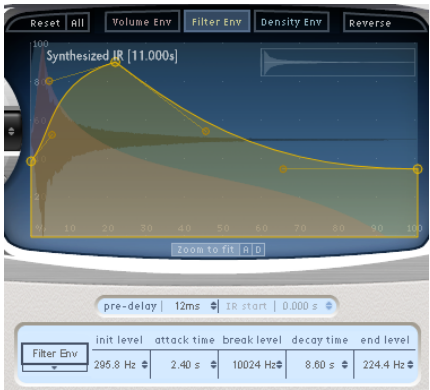 Reset All Volume Env Filter Env Density Env Reverse
100
Synthesized IR [11.000s]
% 10 20 30 40 50 60 70 80 90 100
Zoom to fit A D
pre-delay | 12ms IR start | 0.000 s
init level attack time break level decay time end level
Filter Env 295.8 Hz 2.40 s 10024 Hz 8.60 s 224.4 Hz